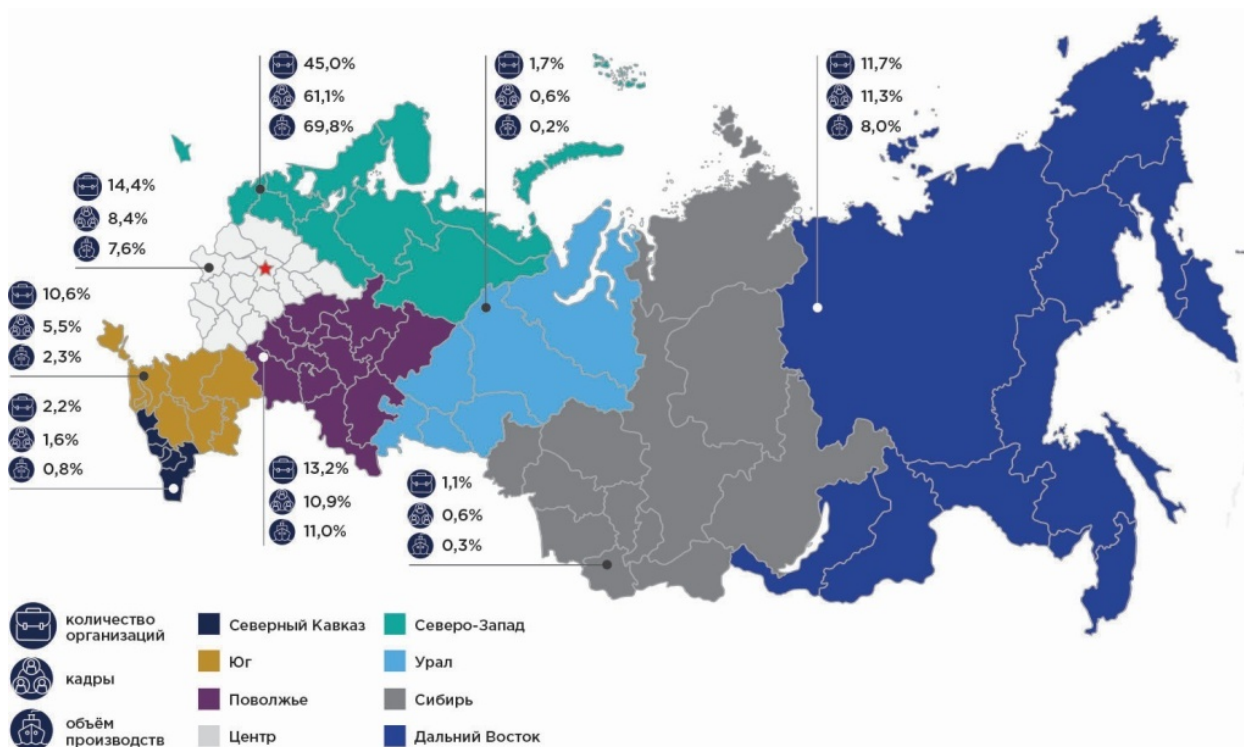 45,0%
61,1%
69,8%
1,7%
0,6%
0,2%
11,7%
11,3%
8,0%
14,4%
8,4%
7,6%
10,6%
5,5%
2,3%
2,2%
1,6%
0,8%
13,2%
10,9%
11,0%
1,1%
0,6%
0,3%
количество
организаций
кадры
объём
производств
Северный Кавказ
Юг
Поволжье
Центр
Северо-Запад
Урал
Сибирь
Дальний Восток